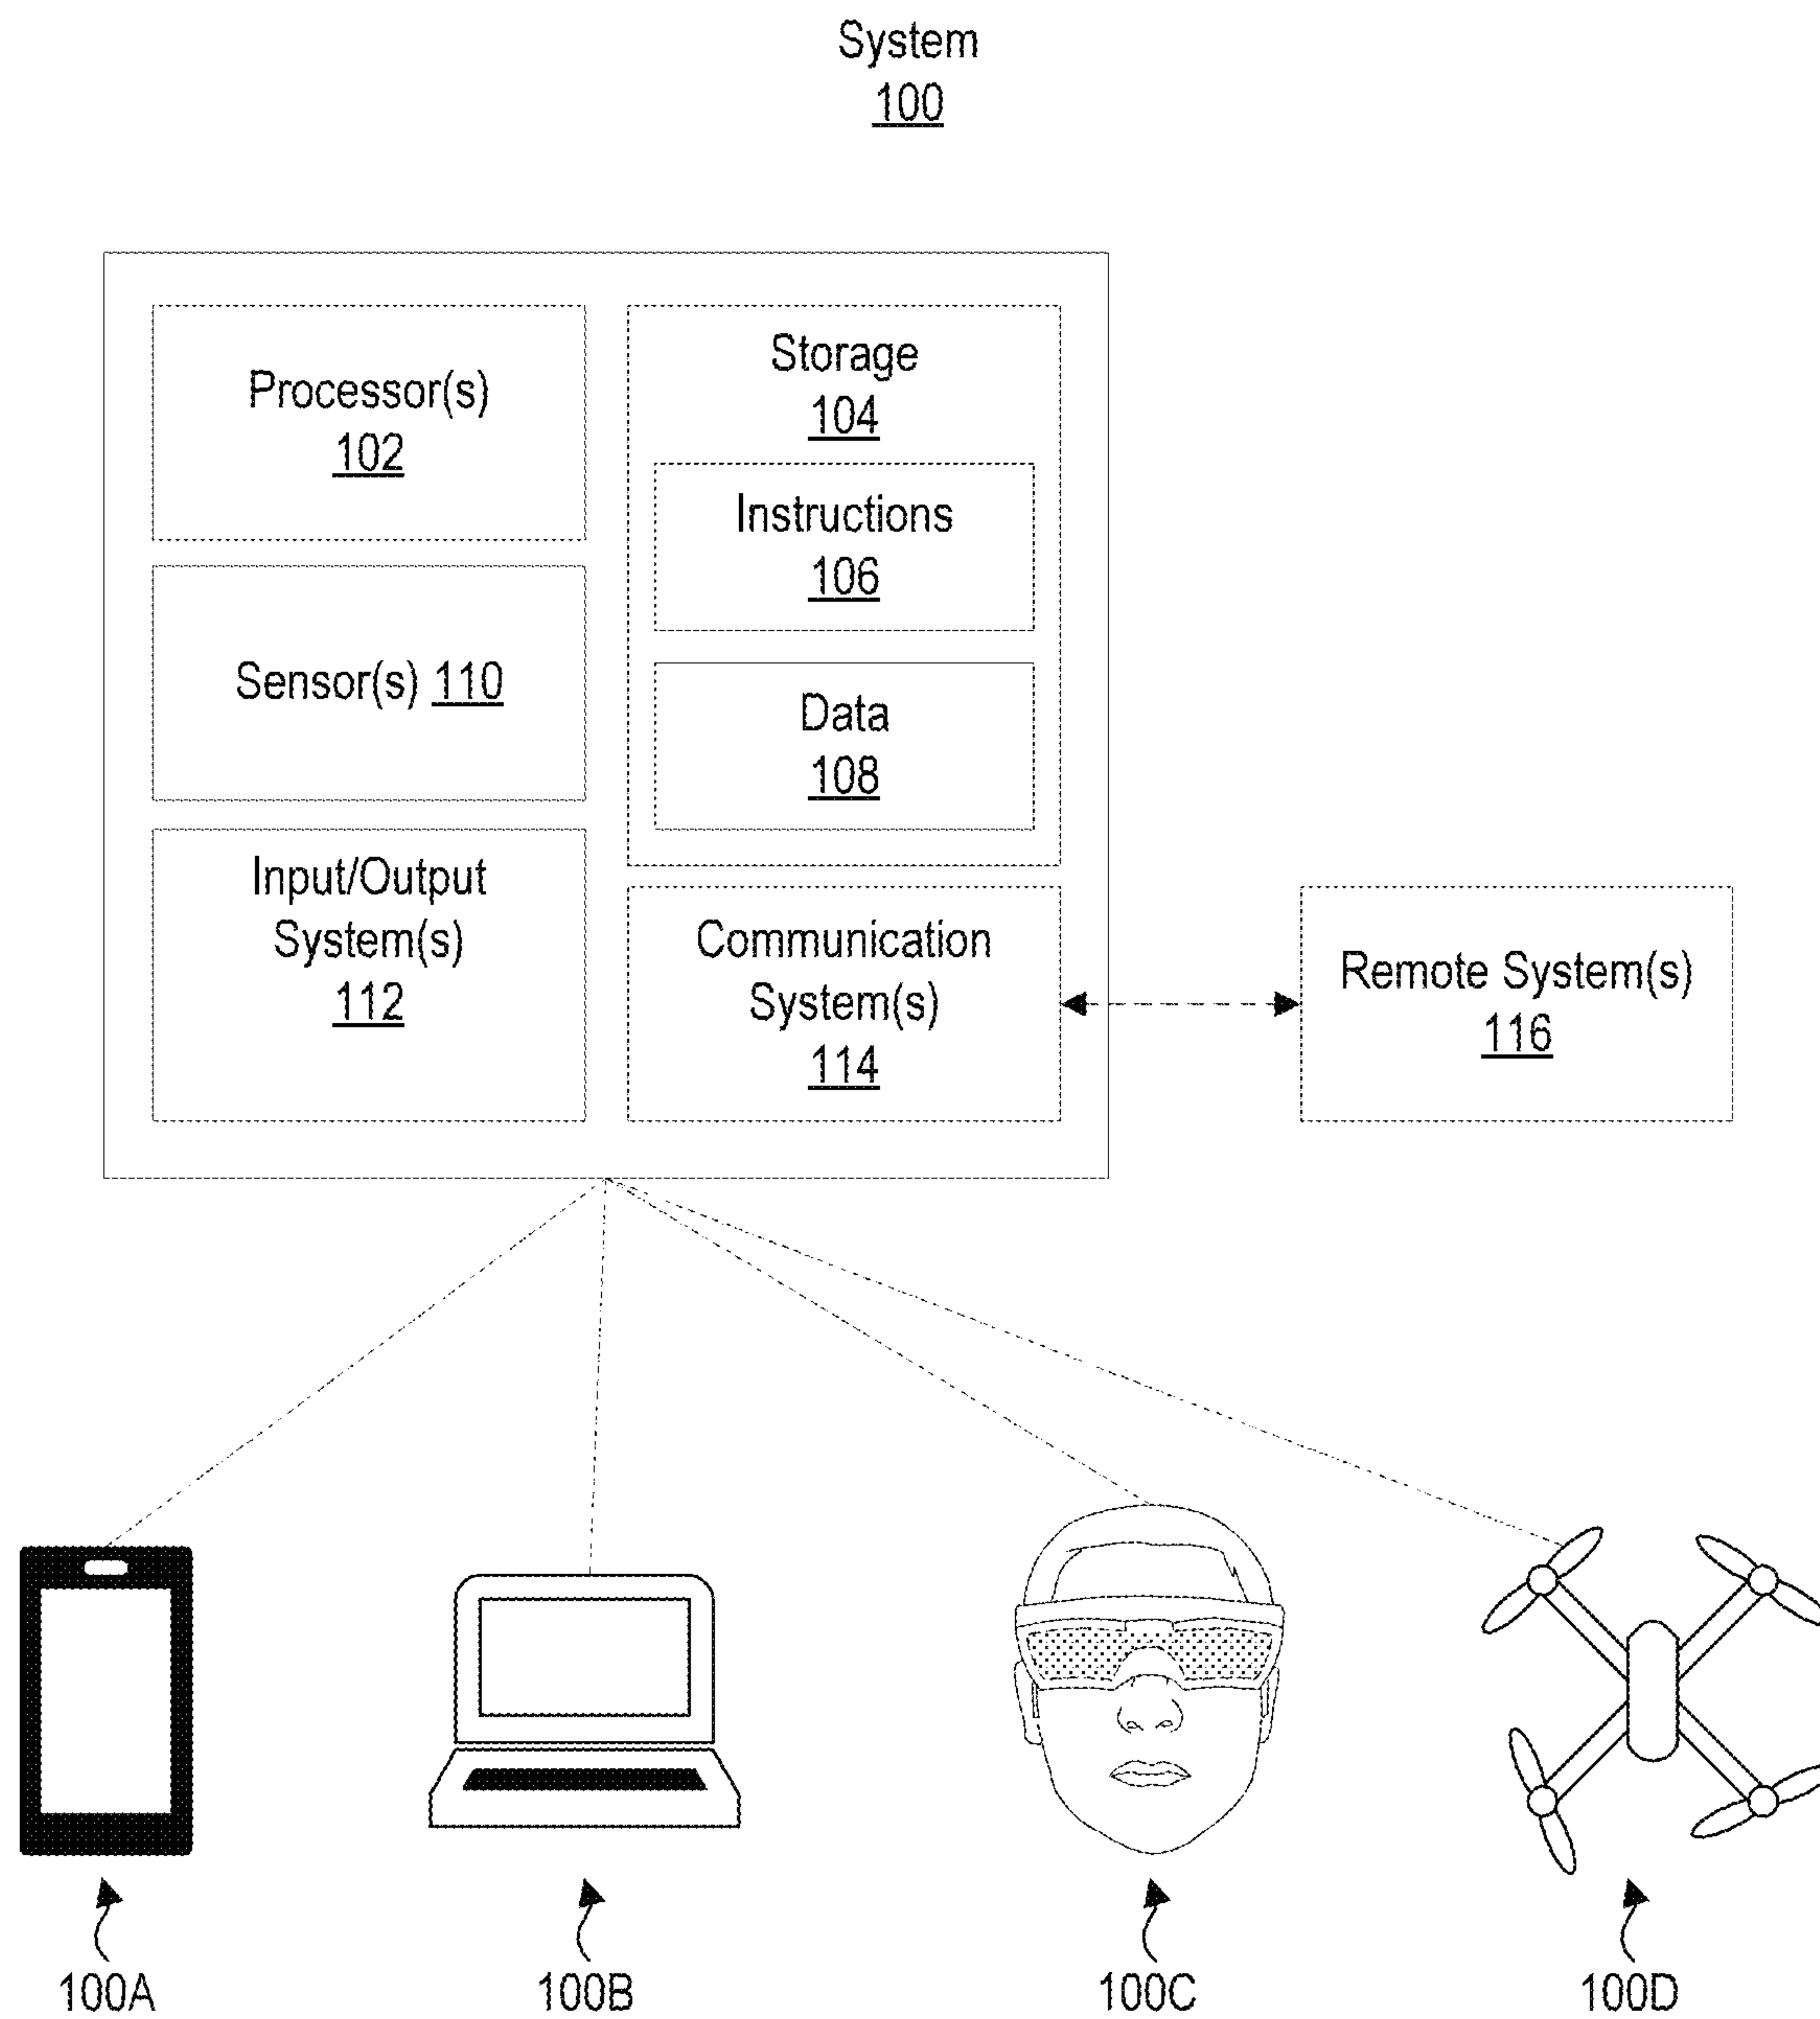 System
100
Processor(s)
102
Storage
104
Instructions
106
Sensor(s) 110
Data
108
Input/Output
System(s)
112
Communication
System(s)
114
Remote System(s)
116
100A
100B
100C
100D